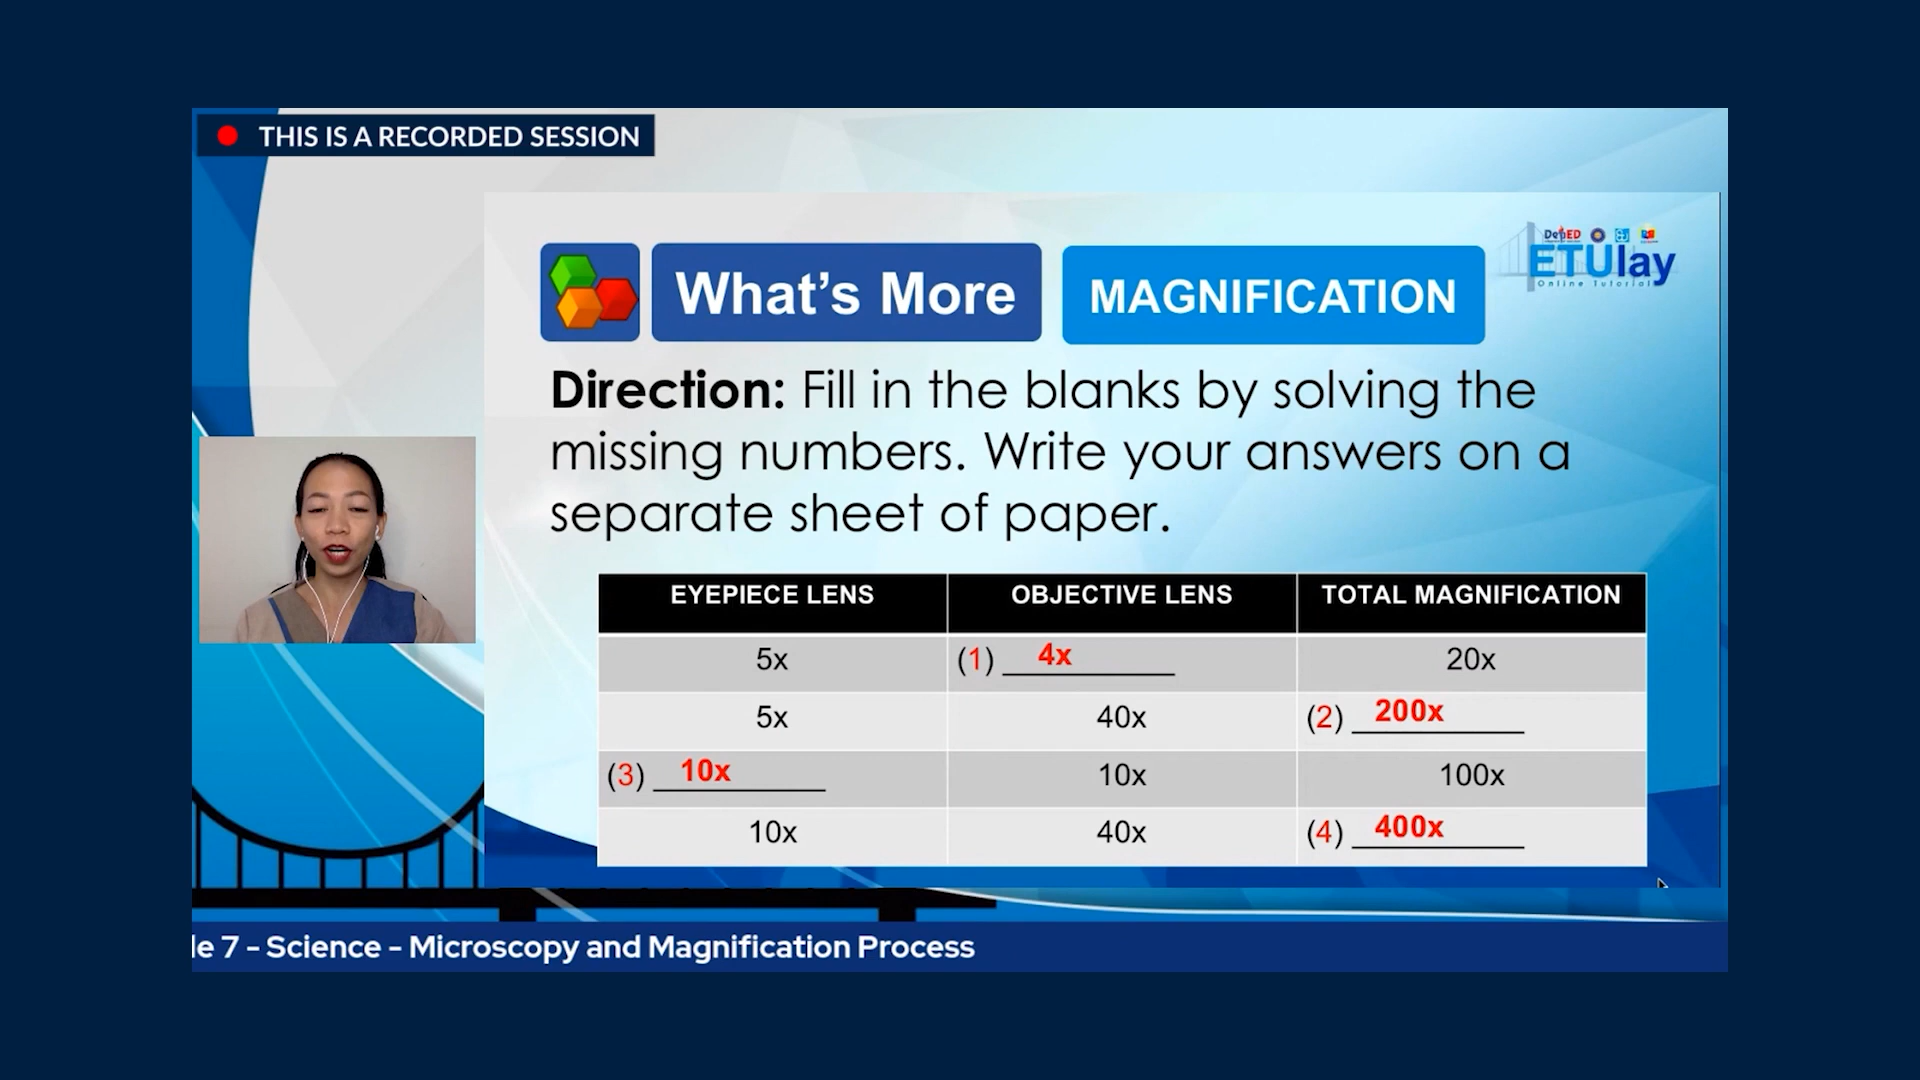 THIS IS A RECORDED SESSION
What's More
MAGNIFICATION
DepED
ETUlay
Online Tutorial
Direction: Fill in the blanks by solving the
missing numbers. Write your answers on a
separate sheet of paper.
EYEPIECE LENS OBJECTIVE LENS TOTAL MAGNIFICATION
5x (1) 4x 20x
5x 40x (2) 200x
(3) 10x 10x 100x
10x 40x (4) 400x
le 7 - Science - Microscopy and Magnification Process